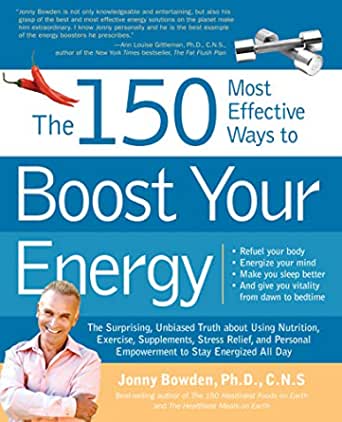 "Jonny Bowden is not only knowledgeable and entertaining, but also his
group of the best and most effective energy solutions on the planet make
him extraordinary. I know Jonny personally and he is the best example
of the energy boosters he prescribes."
—Ann Louise Gittleman, Ph.D., C.N.S.,
author of the New York Times bestseller, The Fat Flush Plan
The 150 Most
Effective
Ways to
Boost Your
Energy
• Refuel your body
• Energize your mind
• Make you sleep better
• And give you vitality
from dawn to bedtime
The Surprising, Unbiased Truth about Using Nutrition,
Exercise, Supplements, Stress Relief, and Personal
Empowerment to Stay Energized All Day
Jonny Bowden, Ph.D., C.N.S
Best-selling author of The 150 Healthiest Foods on Earth
and The Healthiest Meals on Earth